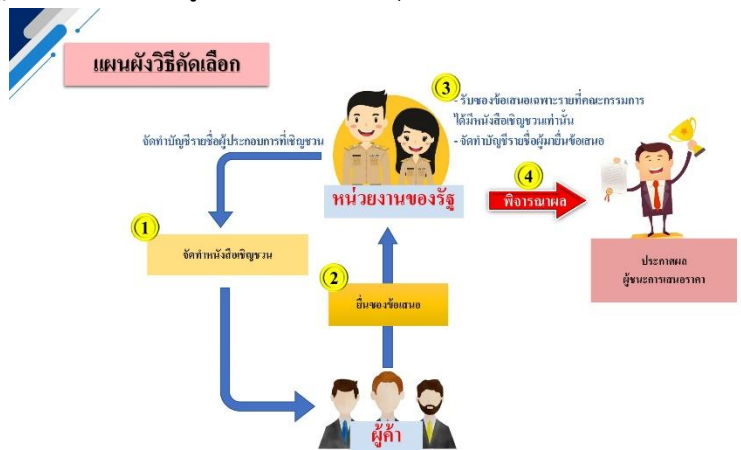 แผนผังวิธีคัดเลือก
3
- รับซองข้อเสนอเฉพาะรายที่คณะกรรมการ
ได้มีหนังสือเชิญชวนเท่านั้น
- จัดทำบัญชีรายชื่อผู้มายื่นข้อเสนอ
จัดทำบัญชีรายชื่อผู้ประกอบการที่เชิญชวน
หน่วยงานของรัฐ
4
พิจารณาผล
1
จัดทำหนังสือเชิญชวน
ประกาศผล
ผู้ชนะการเสนอราคา
2
ยื่นซองข้อเสนอ
ผู้ค้า